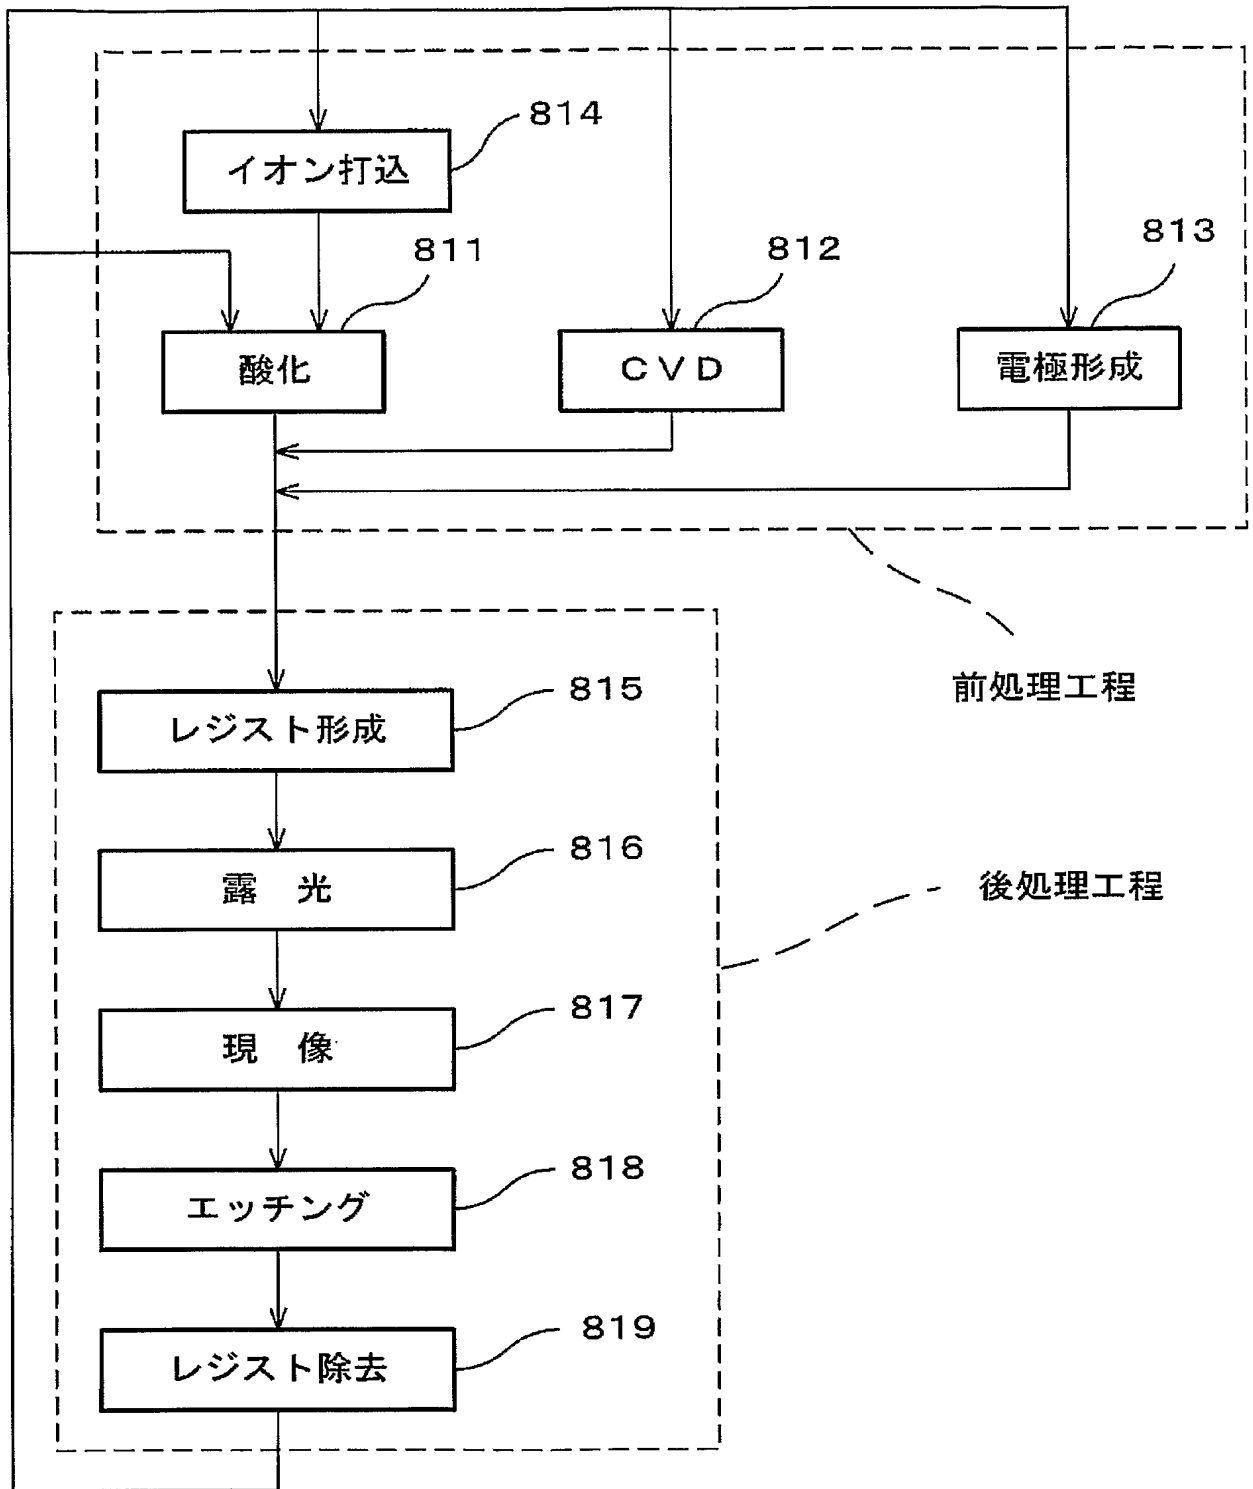 814
イオン打込
811
812
813
酸化
CVD
電極形成
前処理工程
815
レジスト形成
816
露 光
後処理工程
817
現 像
818
エッチング
819
レジスト除去